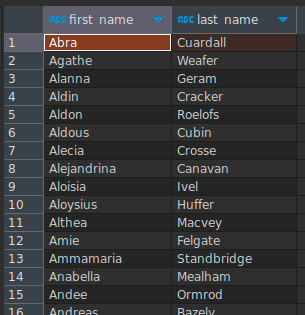 first_name last_name
1 Abra Cuardall
2 Agathe Weafer
3 Alanna Geram
4 Aldin Cracker
5 Aldon Roelofs
6 Aldous Cubin
7 Alecia Crosse
8 Alejandrina Canavan
9 Aloisia Ivel
10 Aloysius Huffer
11 Althea Macvey
12 Amie Felgate
13 Ammamaria Standbridge
14 Anabella Mealham
15 Andee Ormrod
16 Andreas Bazely